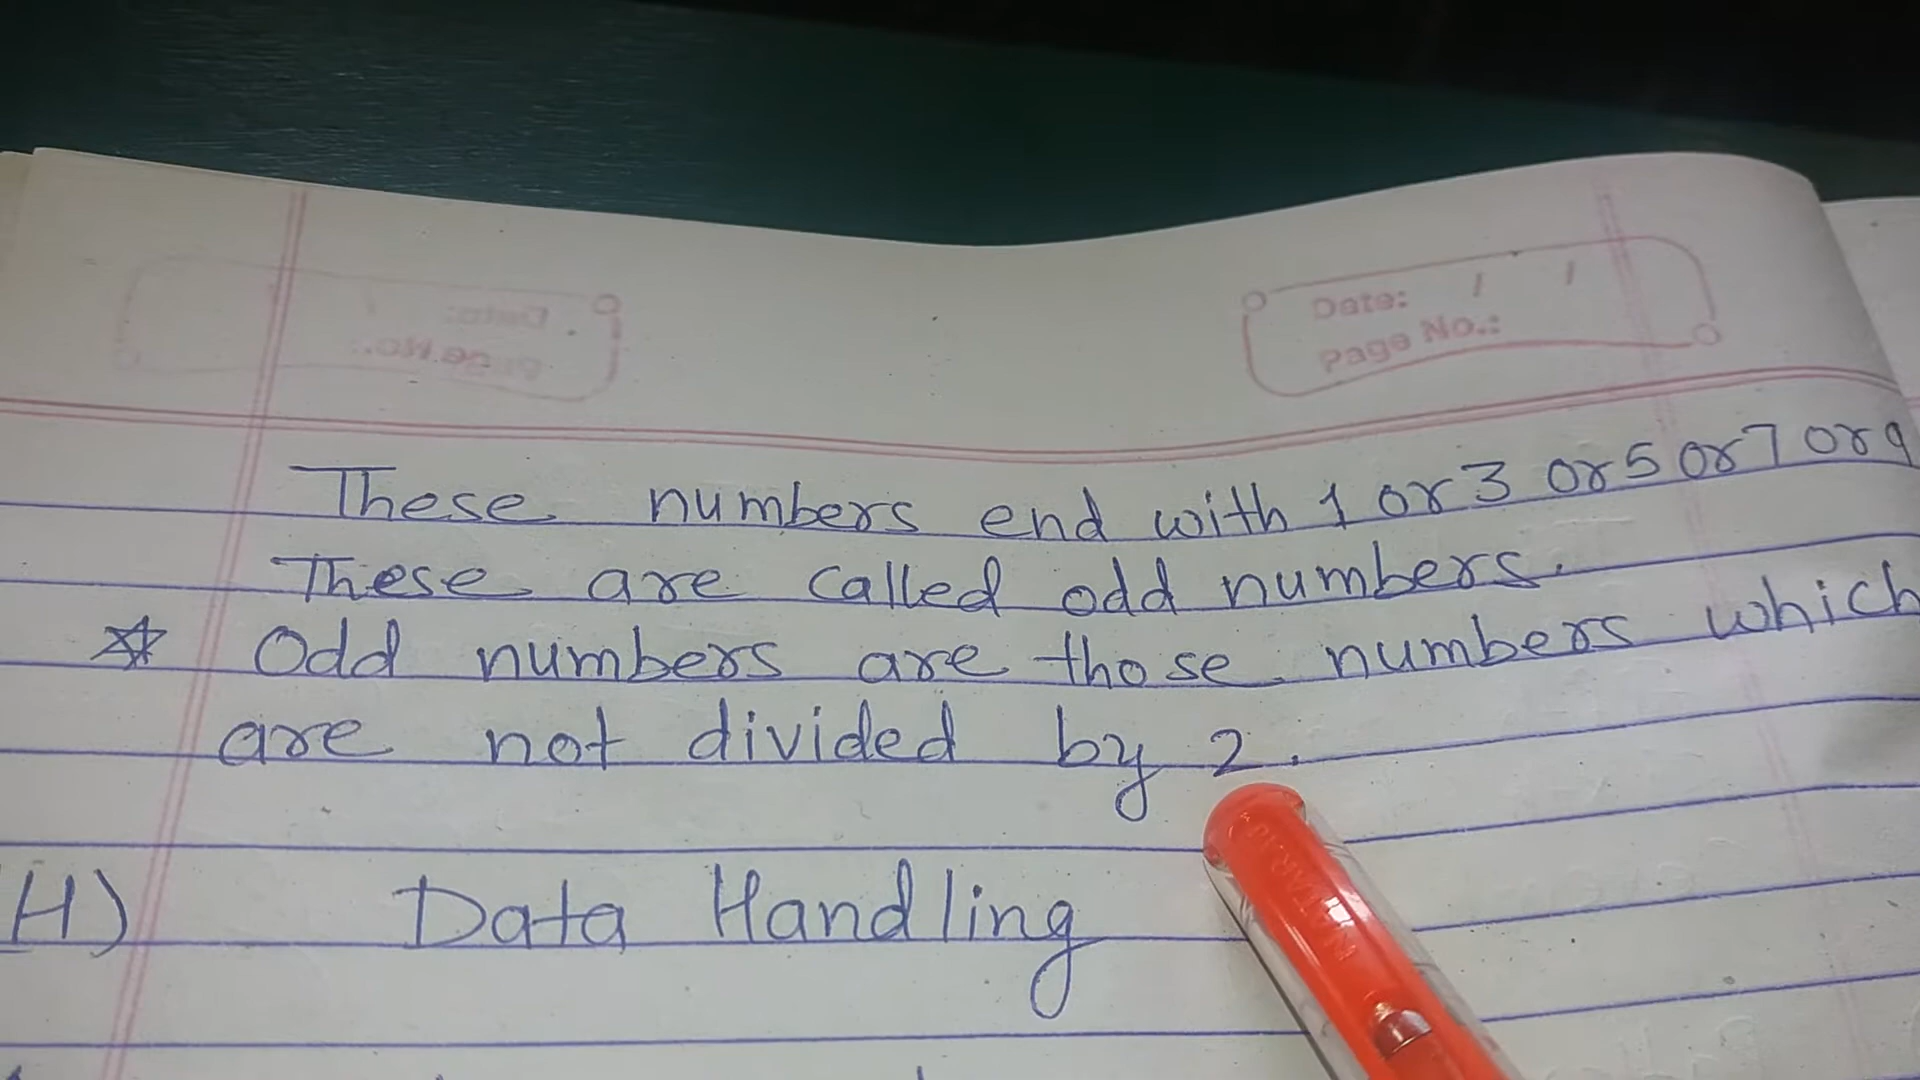 Date: / /
Page No.:
These numbers end with 1 or 3 or 5 or 7 or 9
These are called odd numbers.
☆ Odd numbers are those numbers which
are not divided by 2.
H) Data Handling